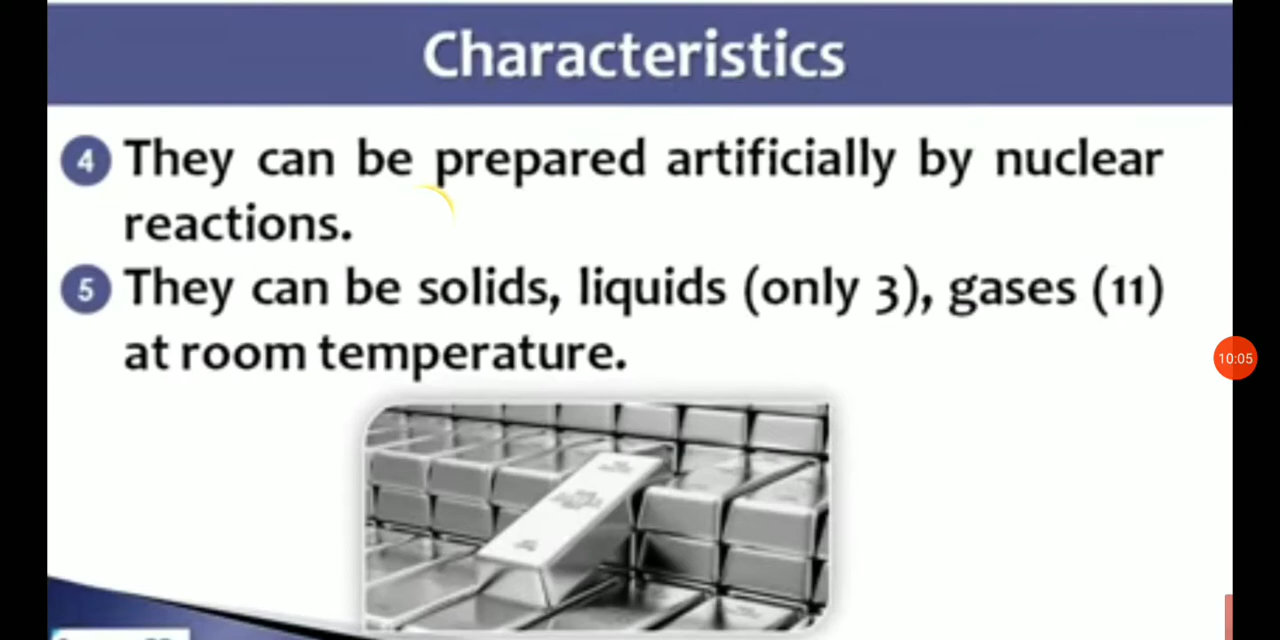 Characteristics
4 They can be prepared artificially by nuclear
reactions.
5 They can be solids, liquids (only 3), gases (11)
at room temperature.
10:05